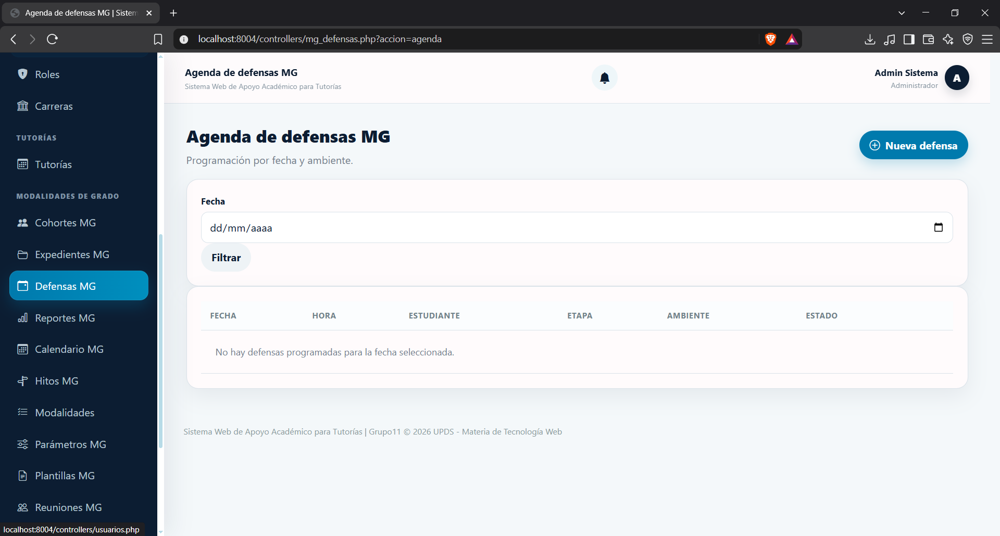 Agenda de defensas MG | Sistem
localhost:8004/controllers/mg_defensas.php?accion=agenda
Roles
Carreras
TUTORÍAS
Tutorías
MODALIDADES DE GRADO
Cohortes MG
Expedientes MG
Defensas MG
Reportes MG
Calendario MG
Hitos MG
Modalidades
Parámetros MG
Plantillas MG
Reuniones MG
localhost:8004/controllers/usuarios.php
Agenda de defensas MG
Sistema Web de Apoyo Académico para Tutorías
Admin Sistema
Administrador
A
Agenda de defensas MG
Programación por fecha y ambiente.
Nueva defensa
Fecha
dd/mm/aaaa
Filtrar
FECHA HORA ESTUDIANTE ETAPA AMBIENTE ESTADO
No hay defensas programadas para la fecha seleccionada.
Sistema Web de Apoyo Académico para Tutorías | Grupo11 © 2026 UPDS - Materia de Tecnología Web